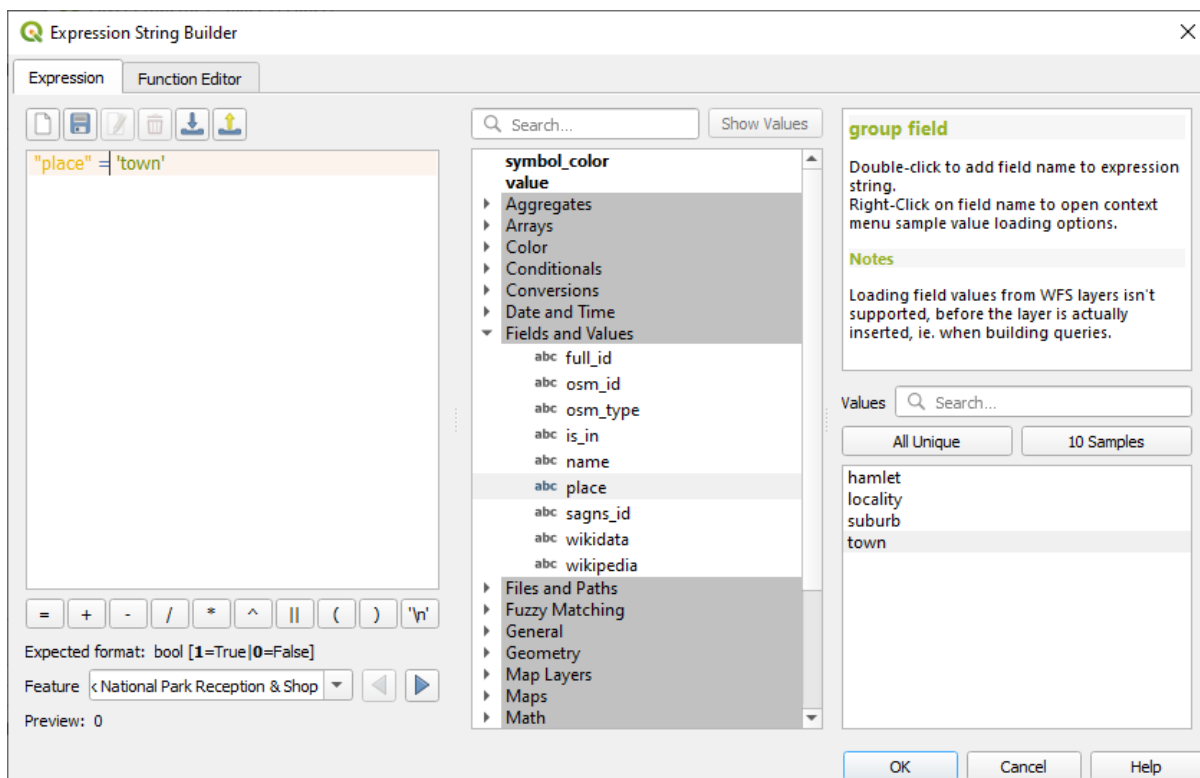 Expression String Builder
Expression
Function Editor
"place" = 'town'
= + - / * ^ || ( ) '\n'
Expected format: bool [1=True|0=False]
Feature
National Park Reception & Shop
Preview: 0
Search...
Show Values
symbol_color
value
Aggregates
Arrays
Color
Conditionals
Conversions
Date and Time
Fields and Values
abc full_id
abc osm_id
abc osm_type
abc is_in
abc name
abc place
abc sagns_id
abc wikidata
abc wikipedia
Files and Paths
Fuzzy Matching
General
Geometry
Map Layers
Maps
Math
group field
Double-click to add field name to expression
string.
Right-Click on field name to open context
menu sample value loading options.
Notes
Loading field values from WFS layers isn't
supported, before the layer is actually
inserted, ie. when building queries.
Values
Search...
All Unique
10 Samples
hamlet
locality
suburb
town
OK
Cancel
Help